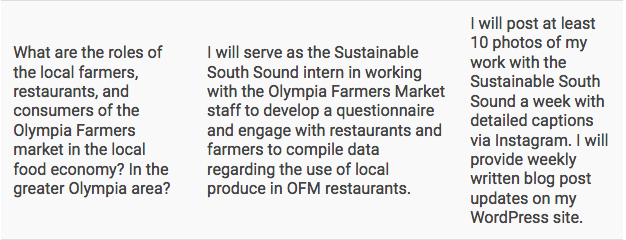 What are the roles of
the local farmers,
restaurants, and
consumers of the
Olympia Farmers
market in the local
food economy? In the
greater Olympia area?
I will serve as the Sustainable
South Sound intern in working
with the Olympia Farmers Market
staff to develop a questionnaire
and engage with restaurants and
farmers to compile data
regarding the use of local
produce in OFM restaurants.
I will post at least
10 photos of my
work with the
Sustainable South
Sound a week with
detailed captions
via Instagram. I will
provide weekly
written blog post
updates on my
WordPress site.